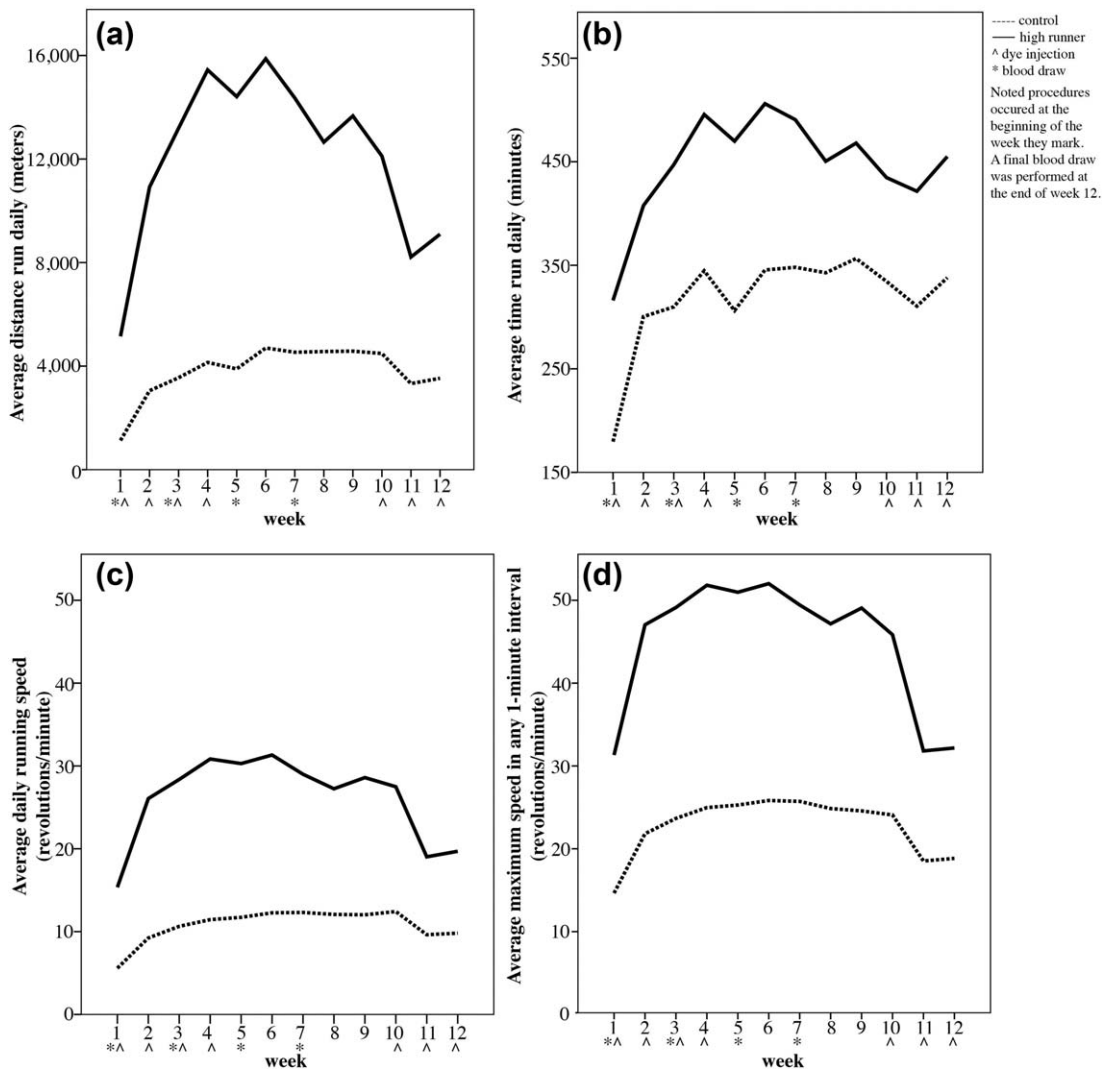 (a)
Average distance run daily (meters)
16,000
12,000
8,000
4,000
0
1 2 3 4 5 6 7 8 9 10 11 12
*^ ^ *^ ^ * * ^ ^ ^
week
(b)
Average time run daily (minutes)
550
450
350
250
150
1 2 3 4 5 6 7 8 9 10 11 12
*^ ^ *^ ^ * * ^ ^ ^
week
----- control
— high runner
^ dye injection
* blood draw
Noted procedures
occured at the
beginning of the
week they mark.
A final blood draw
was performed at
the end of week 12.
(c)
Average daily running speed
(revolutions/minute)
50
40
30
20
10
0
1 2 3 4 5 6 7 8 9 10 11 12
*^ ^ *^ ^ * * ^ ^ ^
week
(d)
Average maximum speed in any 1-minute interval
(revolutions/minute)
50
40
30
20
10
0
1 2 3 4 5 6 7 8 9 10 11 12
*^ ^ *^ ^ * * ^ ^ ^
week